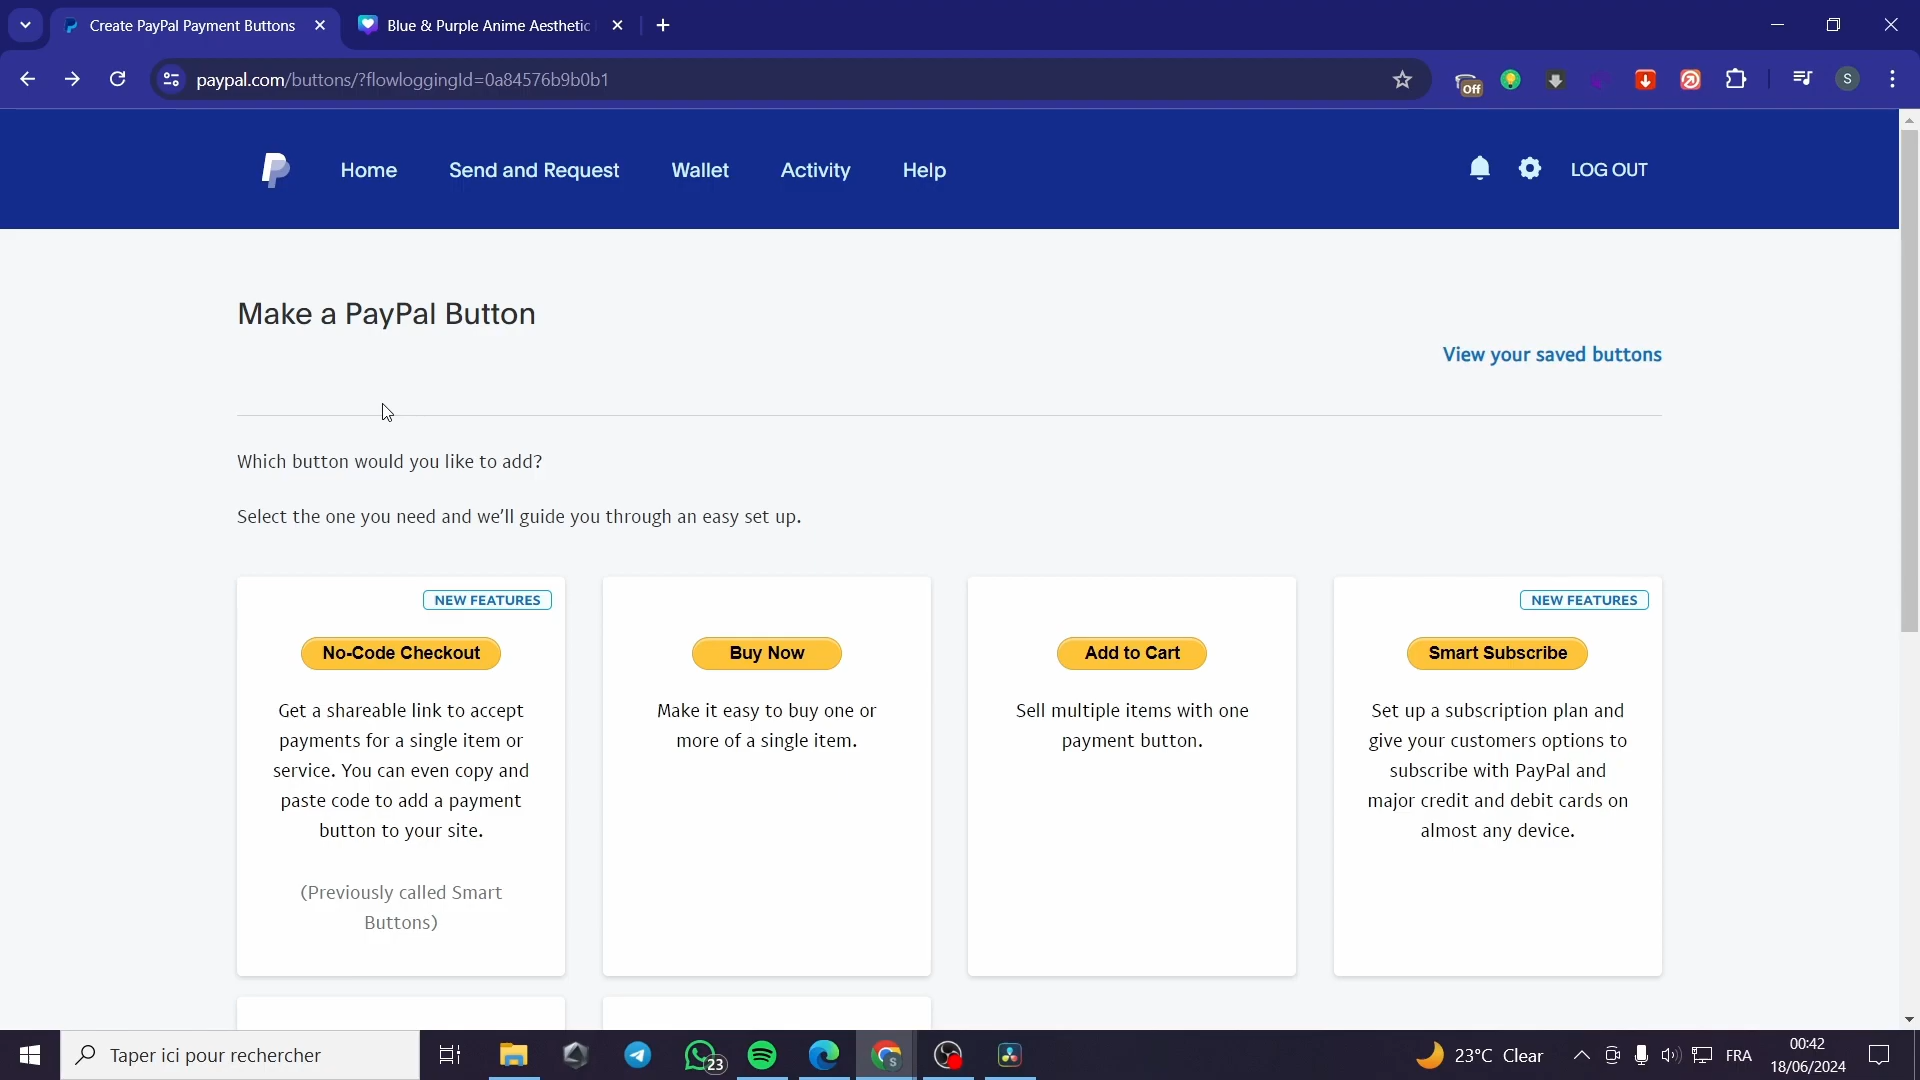 Create PayPal Payment Buttons
Blue & Purple Anime Aesthetic
paypal.com/buttons/?flowloggingId=0a84576b9b0b1
Off
S
Home
Send and Request
Wallet
Activity
Help
LOG OUT
Make a PayPal Button
View your saved buttons
Which button would you like to add?
Select the one you need and we'll guide you through an easy set up.
NEW FEATURES
No-Code Checkout
Get a shareable link to accept
payments for a single item or
service. You can even copy and
paste code to add a payment
button to your site.
(Previously called Smart
Buttons)
Buy Now
Make it easy to buy one or
more of a single item.
Add to Cart
Sell multiple items with one
payment button.
NEW FEATURES
Smart Subscribe
Set up a subscription plan and
give your customers options to
subscribe with PayPal and
major credit and debit cards on
almost any device.
Taper ici pour rechercher
23
S
23°C Clear
FRA
00:42
18/06/2024